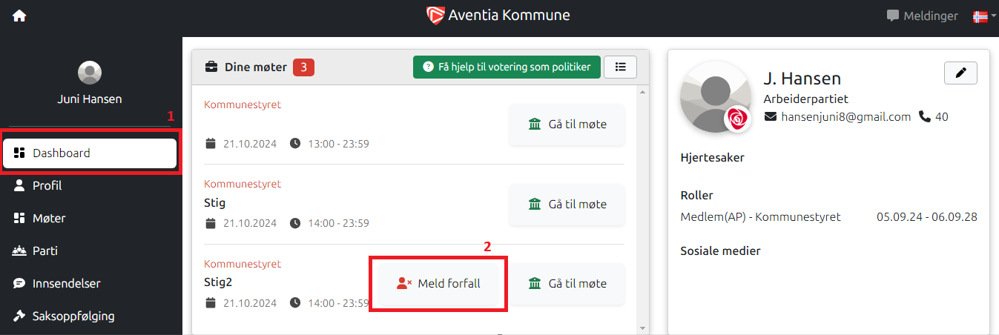 Aventia Kommune
Meldinger
Juni Hansen
1
Dashboard
Profil
Møter
Parti
Innsendelser
Saksoppfølging
Dine møter 3 Få hjelp til votering som politiker
Kommunestyret
Gå til møte
21.10.2024 13:00 - 23:59
Kommunestyret
Stig
Gå til møte
21.10.2024 14:00 - 23:59
2
Kommunestyret
Stig2
Meld forfall Gå til møte
21.10.2024 14:00 - 23:59
J. Hansen
Arbeiderpartiet
hansenjuni8@gmail.com 40
Hjertesaker
Roller
Medlem(AP) - Kommunestyret 05.09.24 - 06.09.28
Sosiale medier